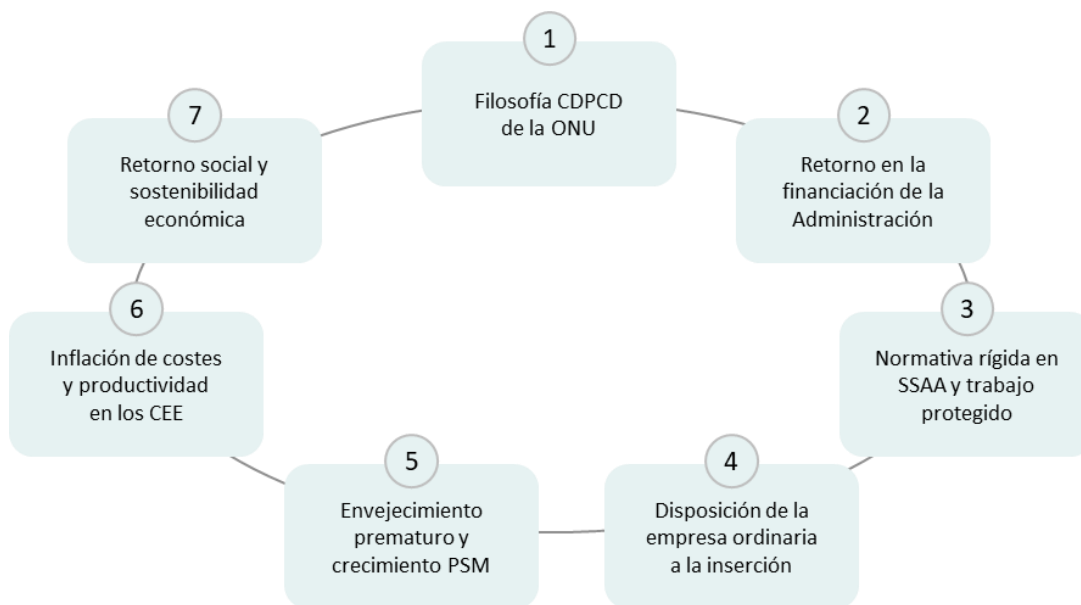 1
Filosofía CDPCD
de la ONU
2
Retorno en la
financiación de la
Administración
3
Normativa rígida en
SSAA y trabajo
protegido
4
Disposición de la
empresa ordinaria
a la inserción
5
Envejecimiento
prematuro y
crecimiento PSM
6
Inflación de costes
y productividad
en los CEE
7
Retorno social y
sostenibilidad
económica